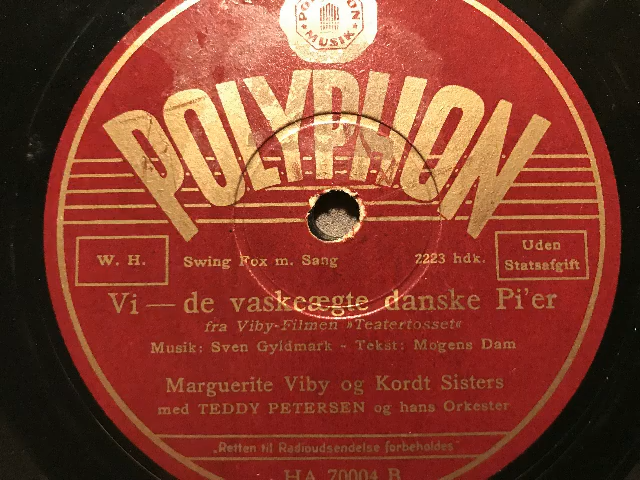 POLYPHON
MUSIK
POLYPHON
W. H.
Swing Fox m. Sang
2223 hdk.
Uden
Statsafgift
Vi — de vaskeægte danske Pi'er
fra Viby-Filmen »Teatertosset«
Musik: Sven Gyldmark - Tekst: Mogens Dam
Marguerite Viby og Kordt Sisters
med TEDDY PETERSEN og hans Orkester
„Retten til Radioudsendelse forbeholdes"
HA 70004 B